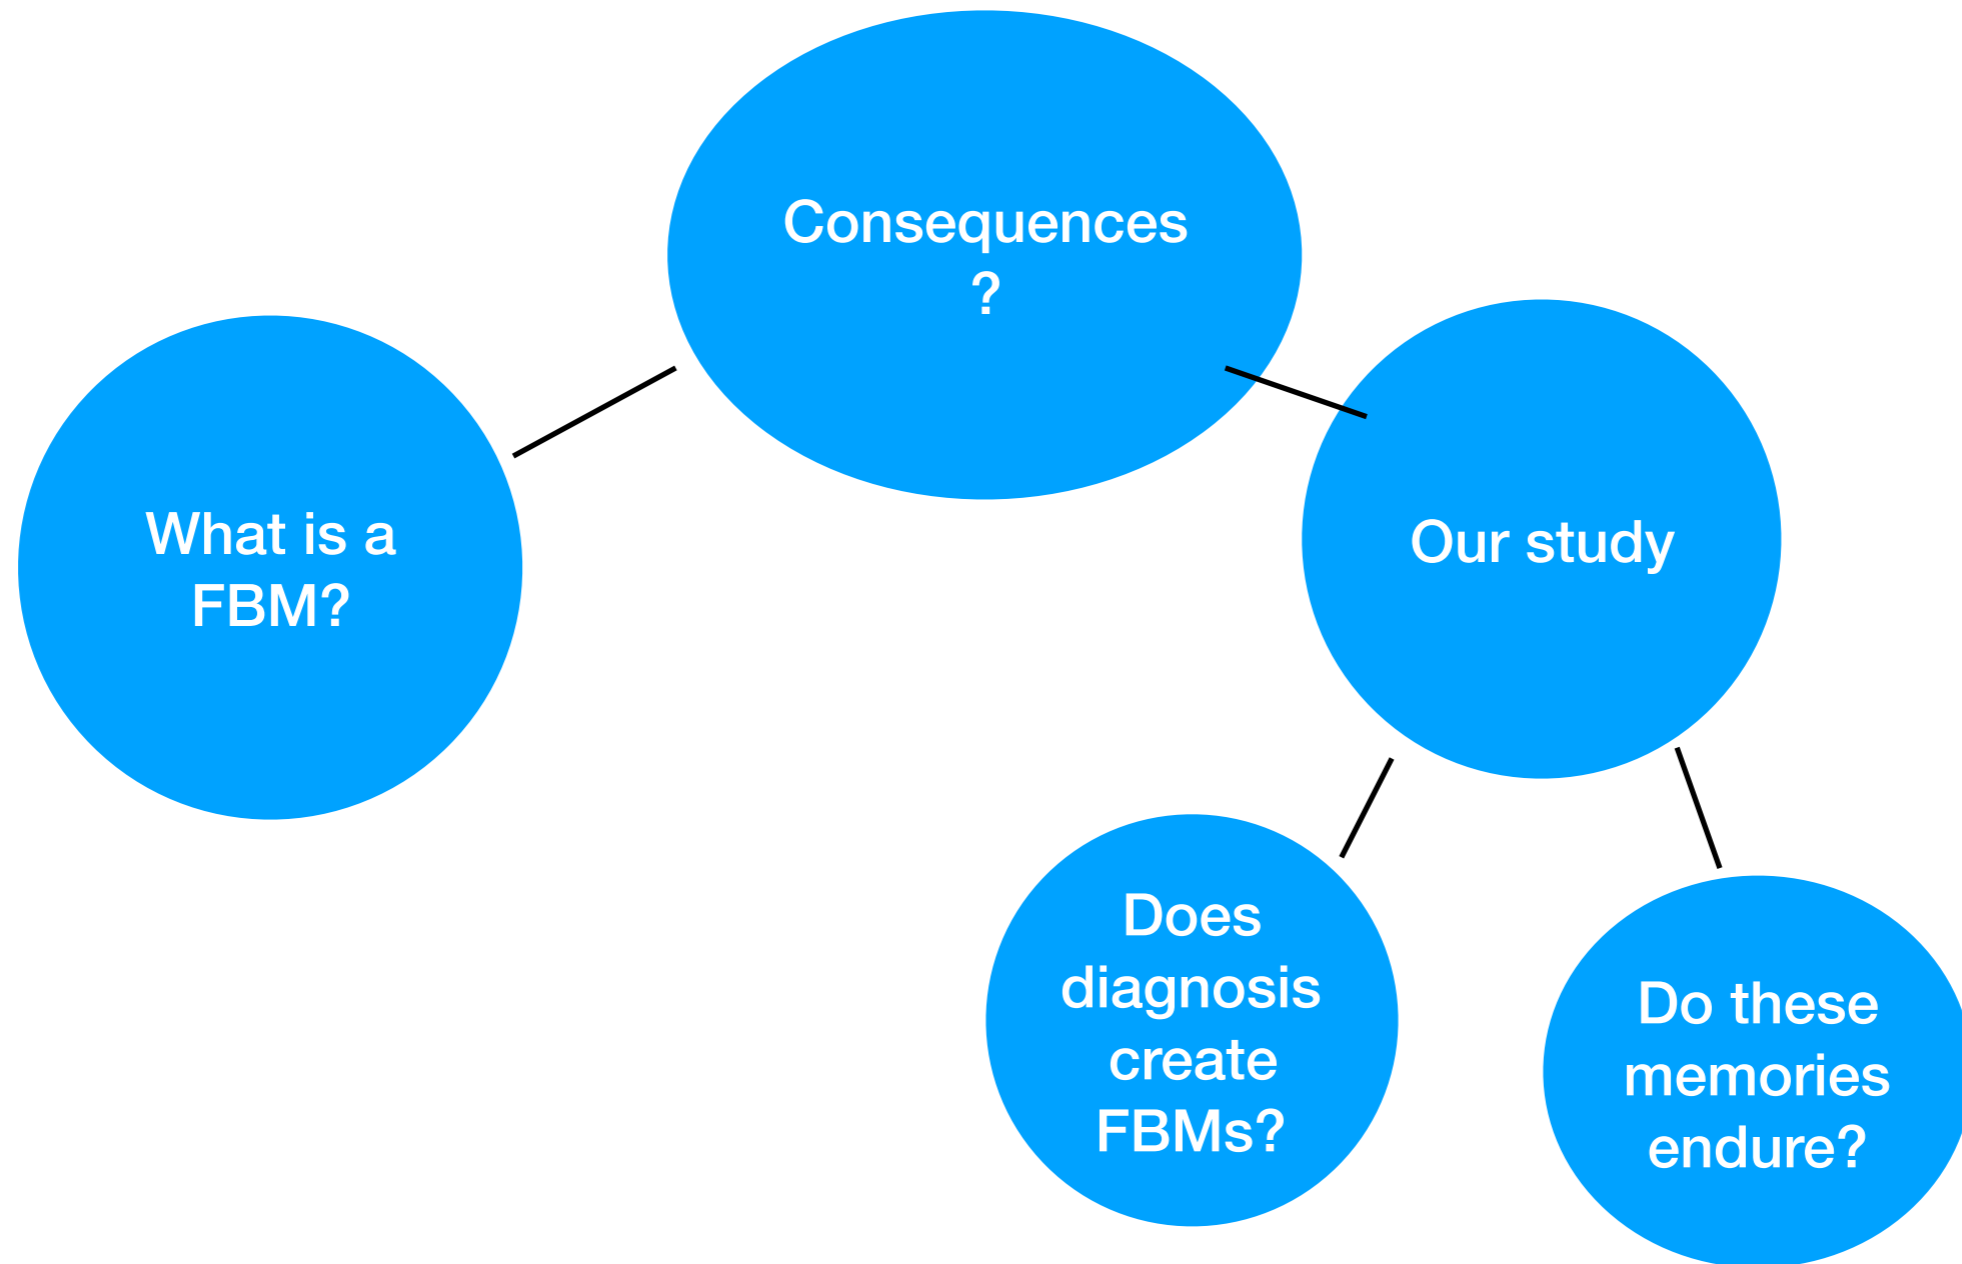 Consequences
?
What is a
FBM?
Our study
Does
diagnosis
create
FBMs?
Do these
memories
endure?